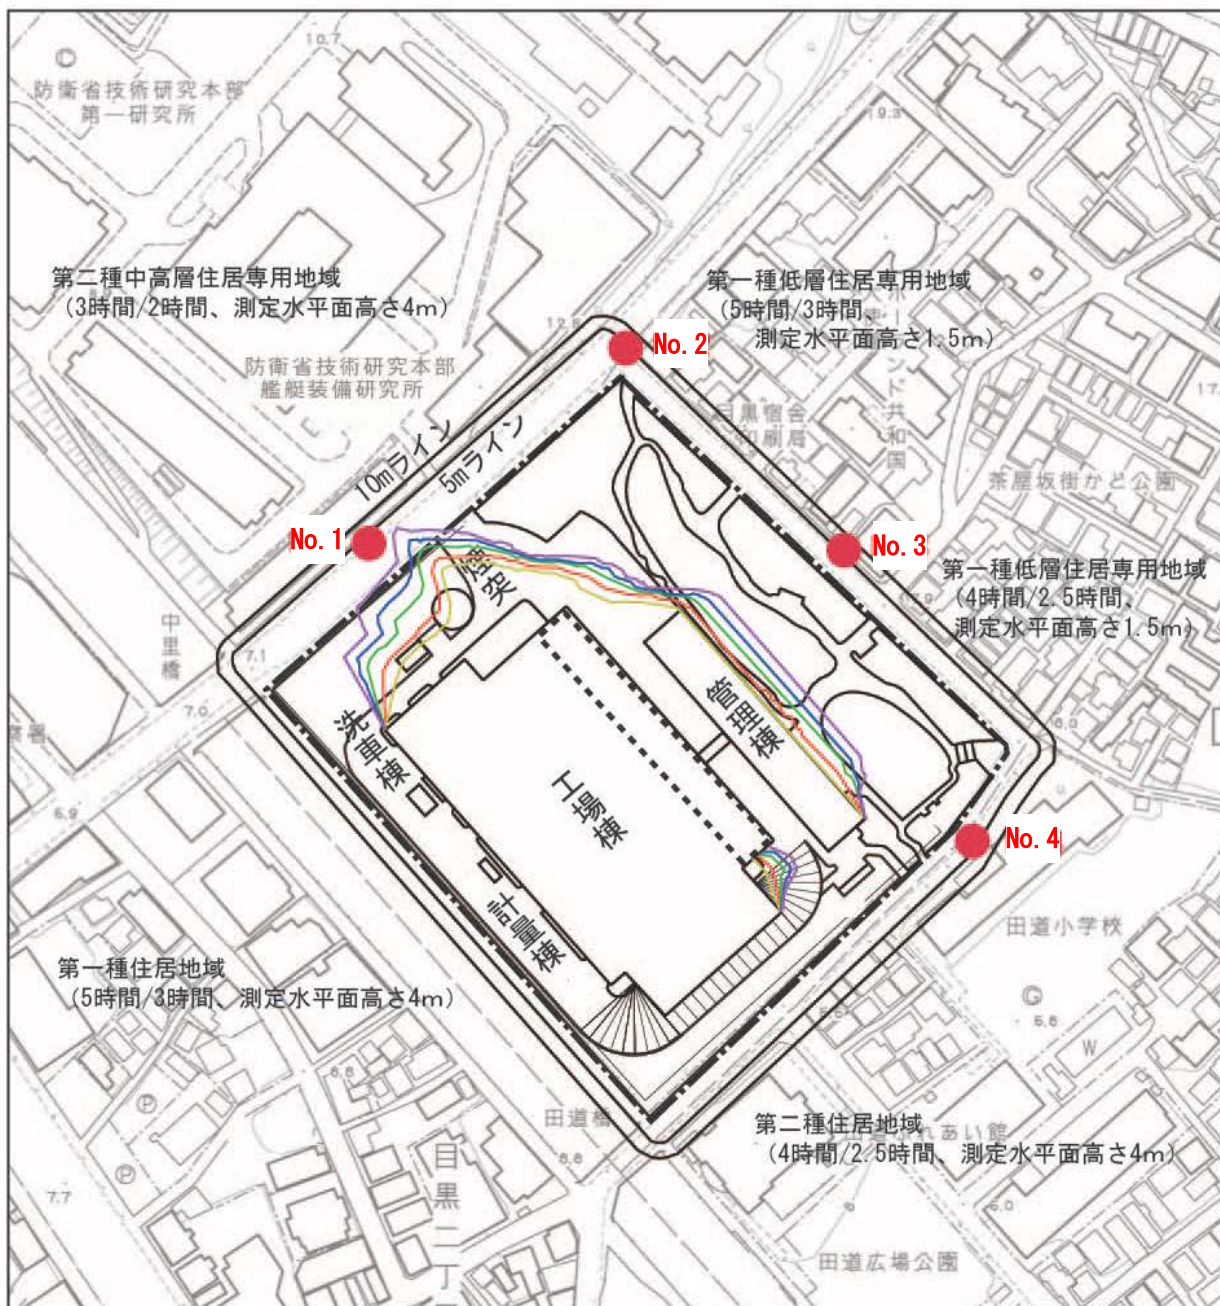 10.7
防衛省技術研究本部
第一研究所
19.3
第二種中高層住居専用地域
(3時間/2時間、測定水平面高さ4m)
第一種低層住居専用地域
(5時間/3時間、
測定水平面高さ1.5m)
No. 2
防衛省技術研究本部
艦艇装備研究所
目黒宿舎
印刷局
ド共和国
10mライン
5mライン
茶屋坂街かど公園
No. 1
No. 3
第一種低層住居専用地域
(4時間/2.5時間、
測定水平面高さ1.5m)
煙突
中里橋
7.1
7.0
管理棟
洗車棟
工場棟
6.9
No. 4
計量棟
田道小学校
第一種住居地域
(5時間/3時間、測定水平面高さ4m)
G
W
田道橋
第二種住居地域
(4時間/2.5時間、測定水平面高さ4m)
れあい館
P
P
目黒二丁
7.7
田道広場公園